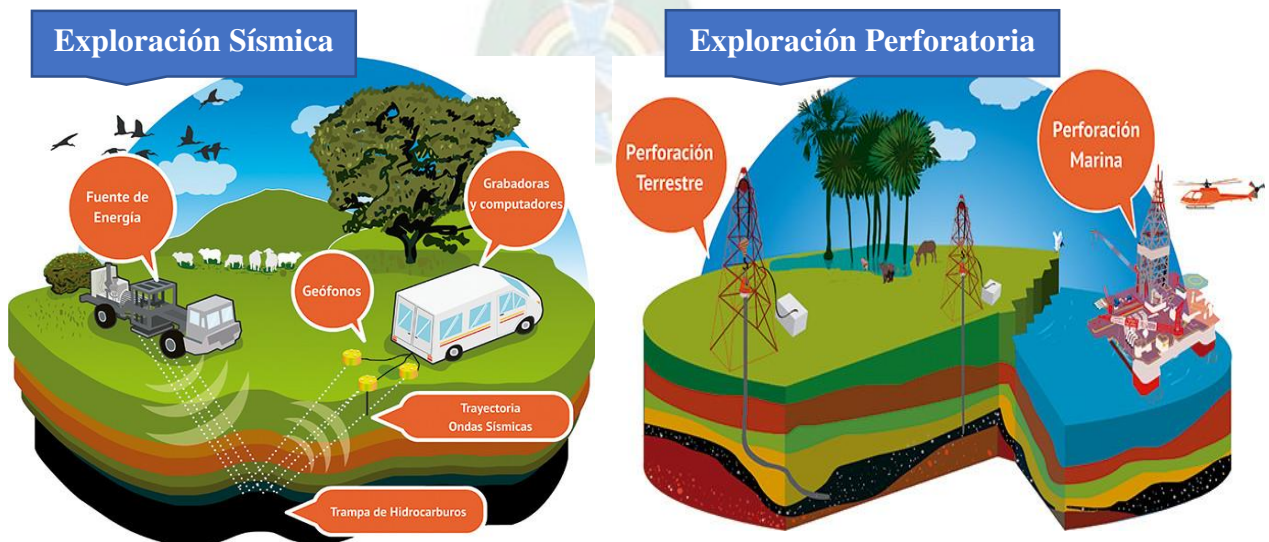 Exploración Sísmica
Fuente de
Energía
Grabadoras
y computadores
Geófonos
Trayectoria
Ondas Sísmicas
Trampa de Hidrocarburos
Exploración Perforatoria
Perforación
Terrestre
Perforación
Marina